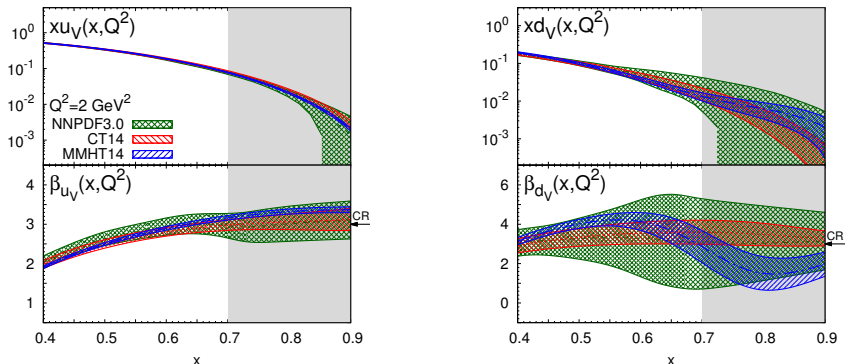 xu_V(x,Q^2)
10^0
10^-1
10^-2
10^-3
Q^2=2 GeV^2
NNPDF3.0
CT14
MMHT14
β_{u_V}(x,Q^2)
4
3
2
1
CR
0.4 0.5 0.6 0.7 0.8 0.9
x
xd_V(x,Q^2)
10^0
10^-1
10^-2
10^-3
β_{d_V}(x,Q^2)
6
4
2
0
CR
0.4 0.5 0.6 0.7 0.8 0.9
x